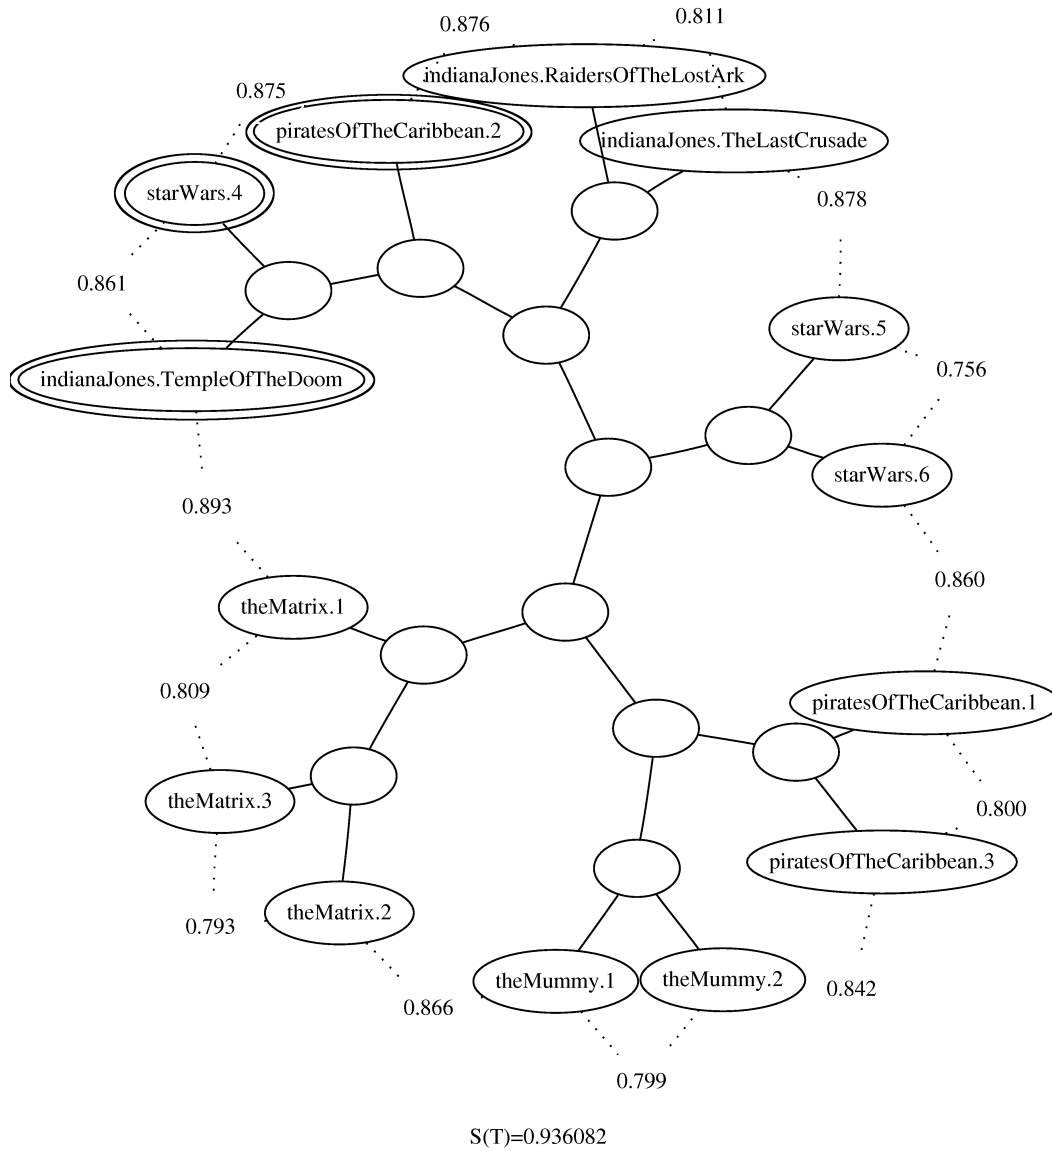 0.876
0.811
indianaJones.RaidersOfTheLostArk
0.875
piratesOfTheCaribbean.2
indianaJones.TheLastCrusade
starWars.4
0.878
0.861
starWars.5
0.756
indianaJones.TempleOfTheDoom
starWars.6
0.893
0.860
theMatrix.1
0.809
piratesOfTheCaribbean.1
theMatrix.3
0.800
piratesOfTheCaribbean.3
theMatrix.2
0.793
theMummy.1
theMummy.2
0.842
0.866
0.799
S(T)=0.936082